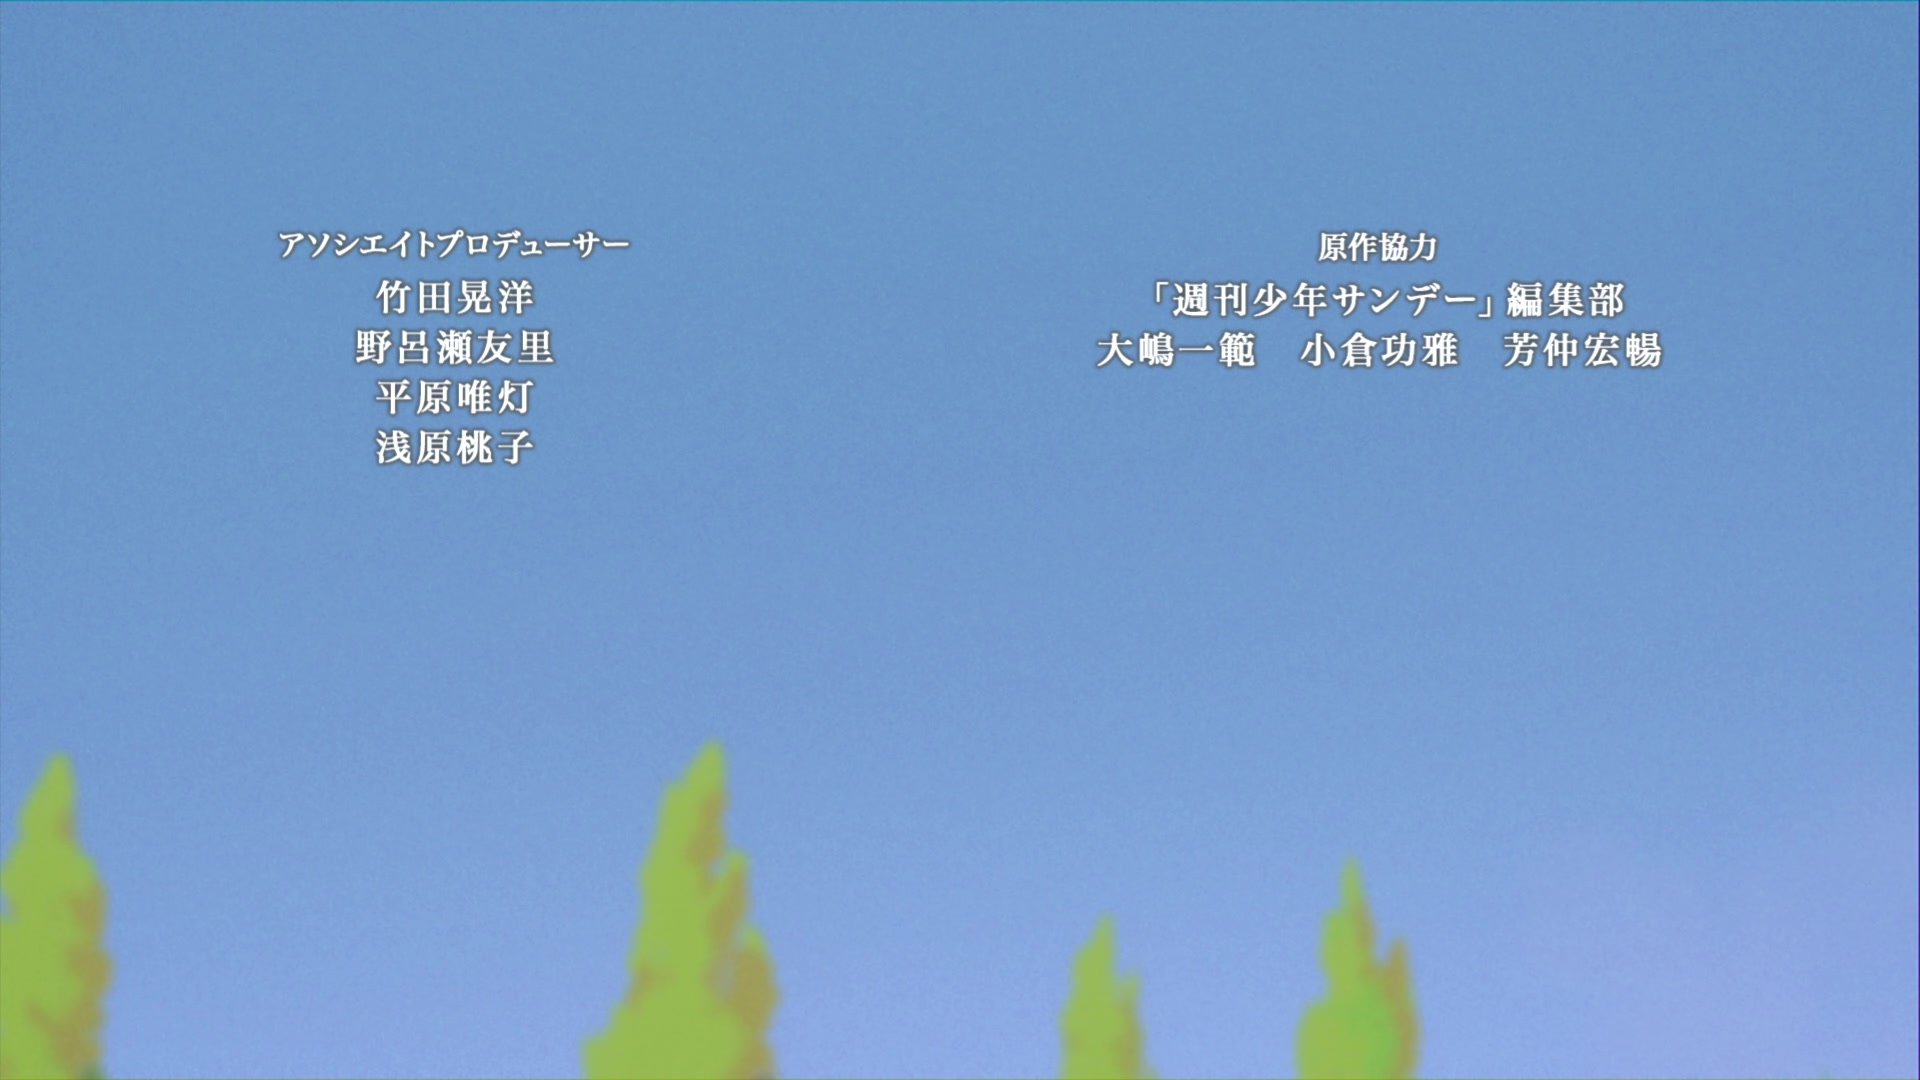 アソシエイトプロデューサー
竹田晃洋
野呂瀬友里
平原唯灯
浅原桃子
原作協力
「週刊少年サンデー」編集部
大嶋一範　小倉功雅　芳仲宏暢